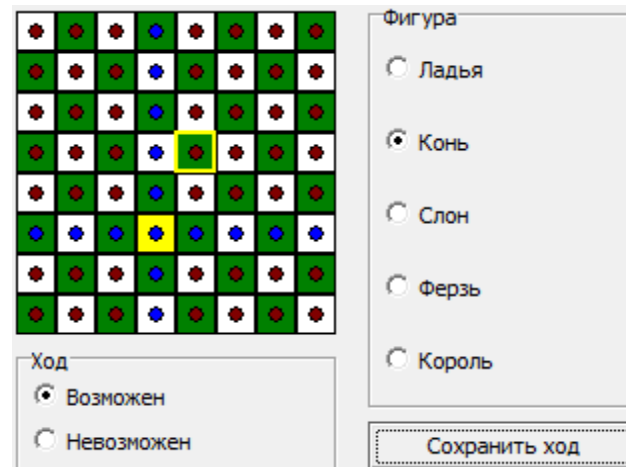 Фигура
Ладья
Конь
Слон
Ферзь
Король
Ход
Возможен
Невозможен
Сохранить ход